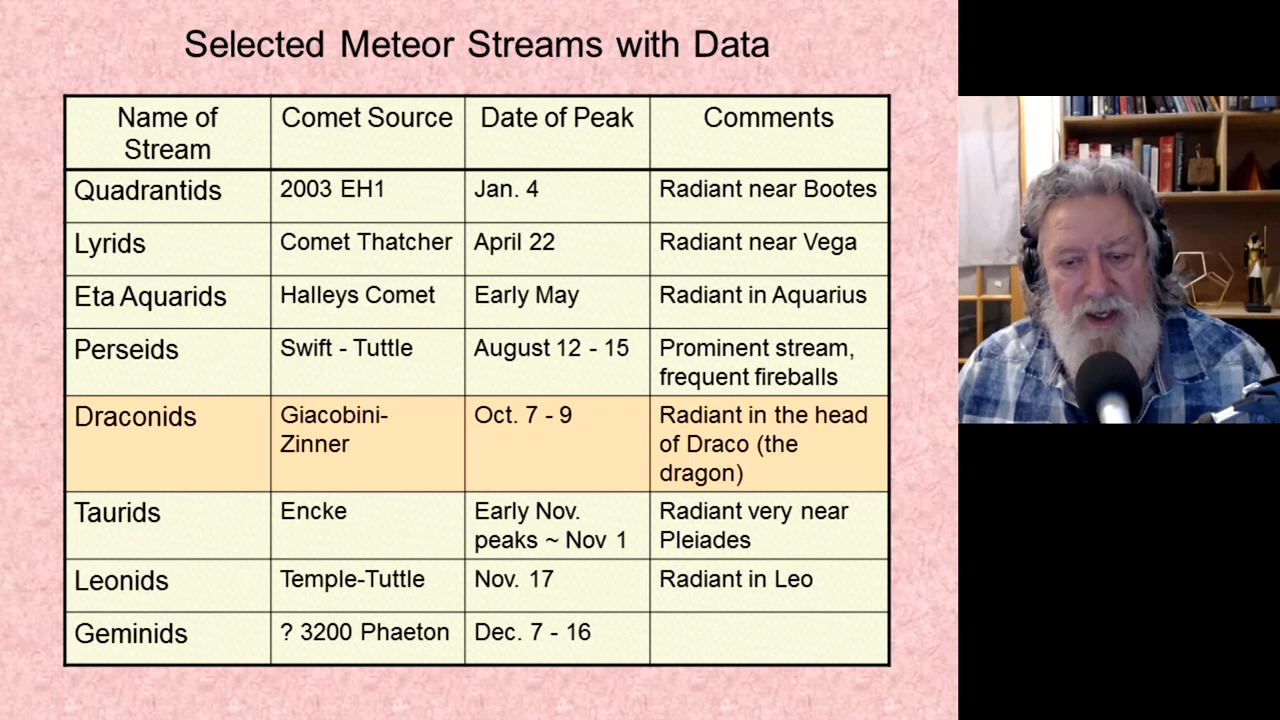 Selected Meteor Streams with Data
Name of
Stream
Comet Source
Date of Peak
Comments
Quadrantids
2003 EH1
Jan. 4
Radiant near Bootes
Lyrids
Comet Thatcher
April 22
Radiant near Vega
Eta Aquarids
Halleys Comet
Early May
Radiant in Aquarius
Perseids
Swift - Tuttle
August 12 - 15
Prominent stream,
frequent fireballs
Draconids
Giacobini-
Zinner
Oct. 7 - 9
Radiant in the head
of Draco (the
dragon)
Taurids
Encke
Early Nov.
peaks ~ Nov 1
Radiant very near
Pleiades
Leonids
Temple-Tuttle
Nov. 17
Radiant in Leo
Geminids
? 3200 Phaeton
Dec. 7 - 16